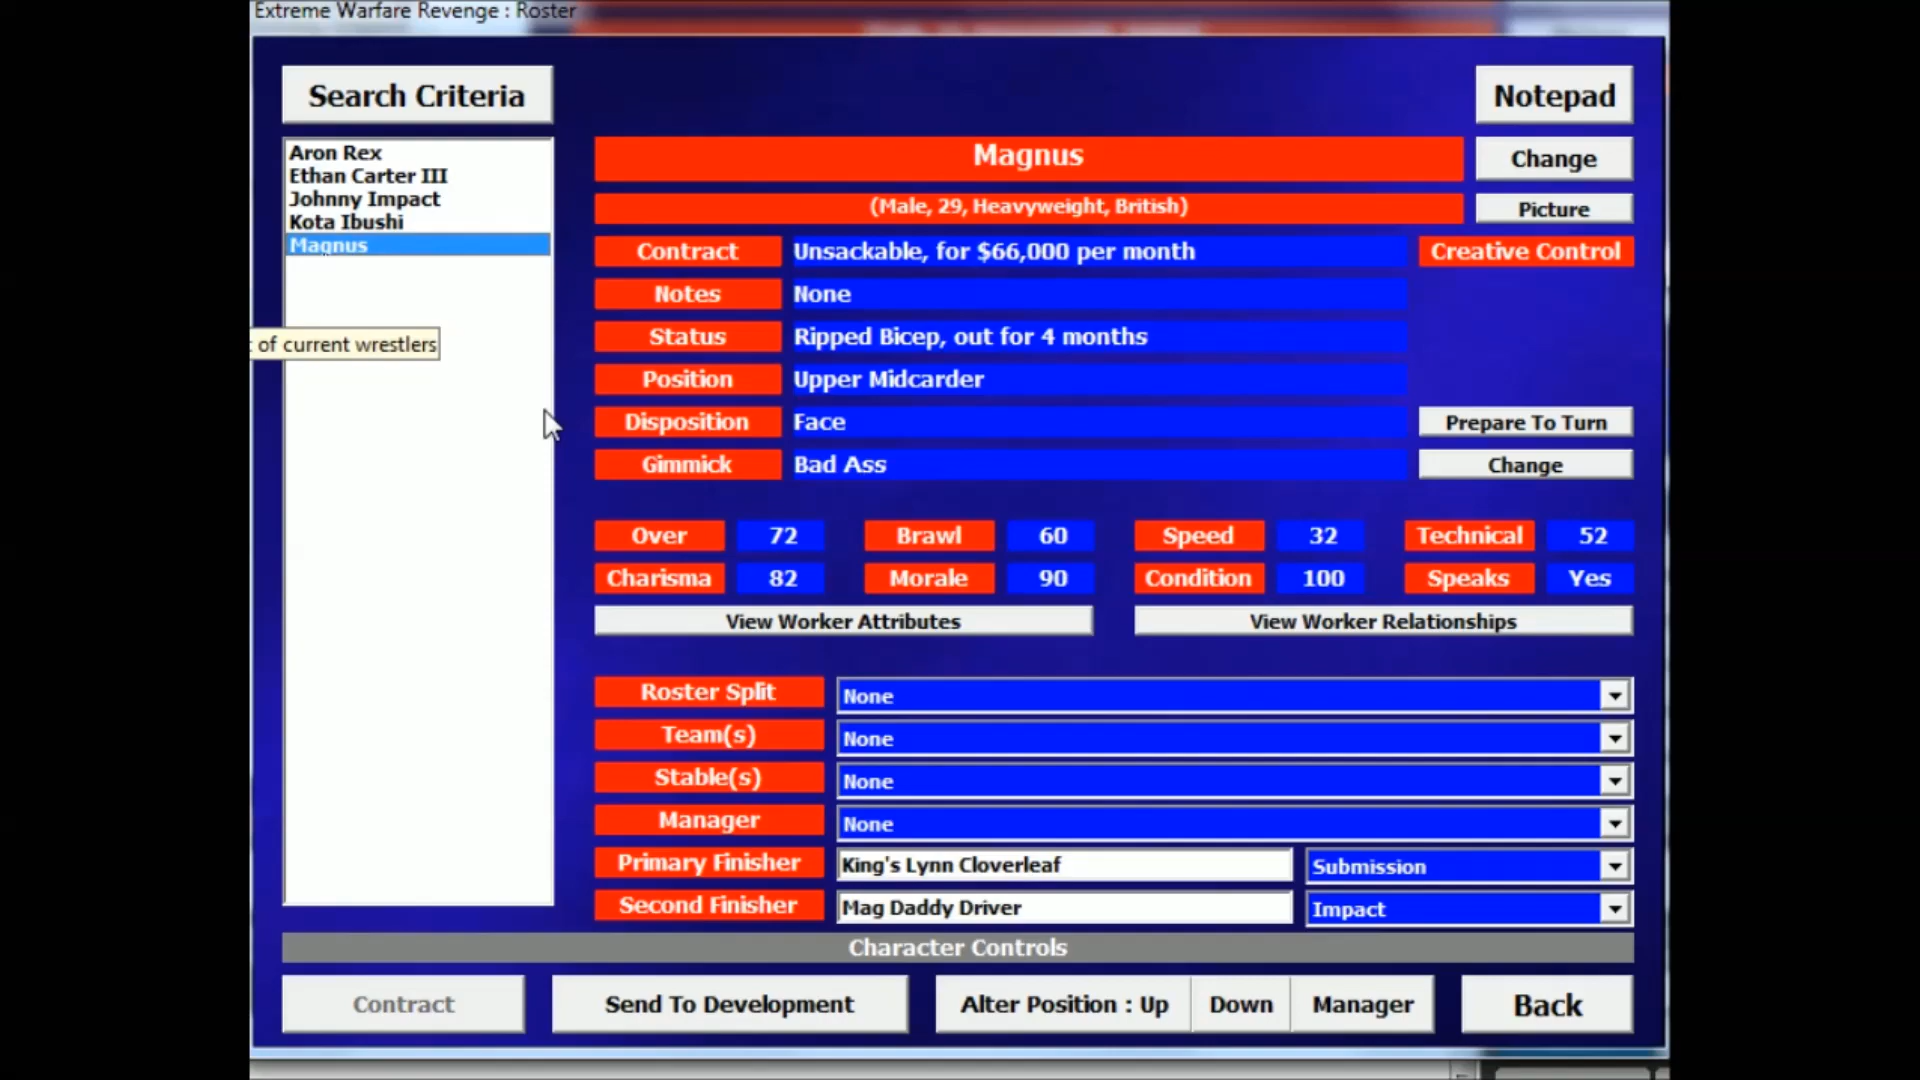 Extreme Warfare Revenge : Roster
Search Criteria
Notepad
Aron Rex
Ethan Carter III
Johnny Impact
Kota Ibushi
Magnus
of current wrestlers
Magnus
Change
(Male, 29, Heavyweight, British)
Picture
Contract
Unsackable, for $66,000 per month
Creative Control
Notes
None
Status
Ripped Bicep, out for 4 months
Position
Upper Midcarder
Disposition
Face
Prepare To Turn
Gimmick
Bad Ass
Change
Over 72 Brawl 60 Speed 32 Technical 52
Charisma 82 Morale 90 Condition 100 Speaks Yes
View Worker Attributes
View Worker Relationships
Roster Split
None
Team(s)
None
Stable(s)
None
Manager
None
Primary Finisher
King's Lynn Cloverleaf
Submission
Second Finisher
Mag Daddy Driver
Impact
Character Controls
Contract
Send To Development
Alter Position : Up
Down
Manager
Back